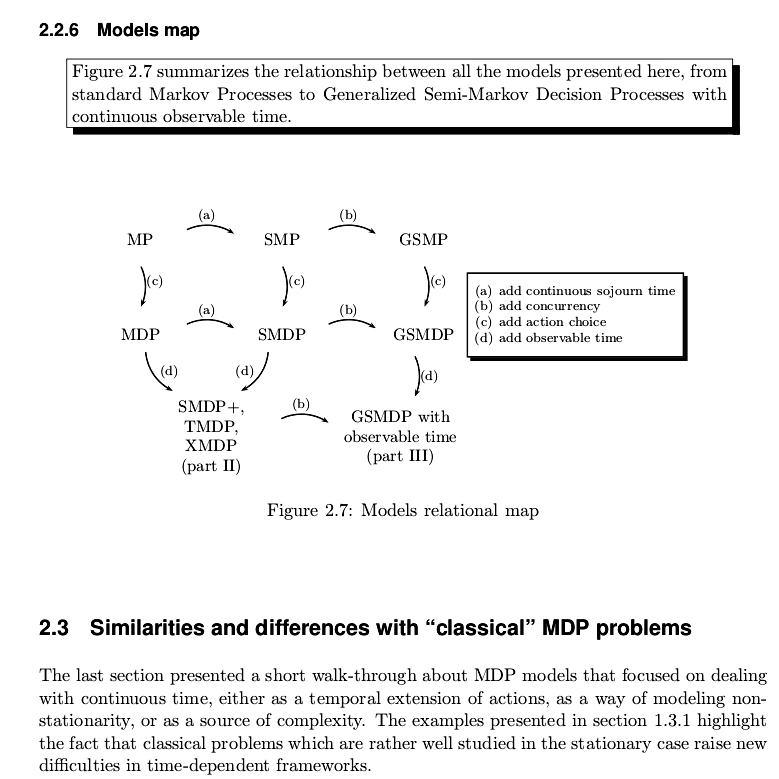 2.2.6 Models map
Figure 2.7 summarizes the relationship between all the models presented here, from
standard Markov Processes to Generalized Semi-Markov Decision Processes with
continuous observable time.
(a) (b)
MP SMP GSMP
(c) (c) (c)
(a) add continuous sojourn time
(b) add concurrency
(c) add action choice
(d) add observable time
(a) (b)
MDP SMDP GSMDP
(d) (d) (d)
SMDP+,
TMDP,
XMDP
(part II)
(b)
GSMDP with
observable time
(part III)
Figure 2.7: Models relational map
2.3 Similarities and differences with “classical” MDP problems
The last section presented a short walk-through about MDP models that focused on dealing
with continuous time, either as a temporal extension of actions, as a way of modeling non-
stationarity, or as a source of complexity. The examples presented in section 1.3.1 highlight
the fact that classical problems which are rather well studied in the stationary case raise new
difficulties in time-dependent frameworks.